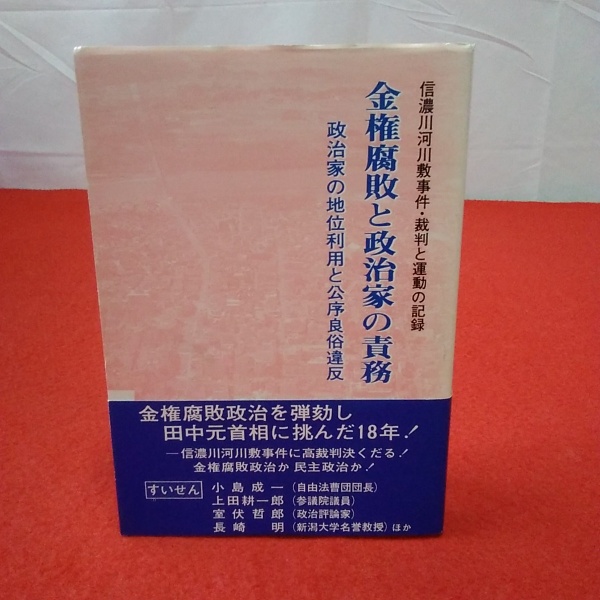 信濃川河川敷事件・裁判と運動の記録
金権腐敗と政治家の責務
政治家の地位利用と公序良俗違反
金権腐敗政治を弾劾し
田中元首相に挑んだ18年！
―信濃川河川敷事件に高裁判決くだる！
金権腐敗政治か 民主政治か！
すいせん 小島成一（自由法曹団団長）
上田耕一郎（参議院議員）
室伏哲郎（政治評論家）
長崎 明（新潟大学名誉教授）ほか